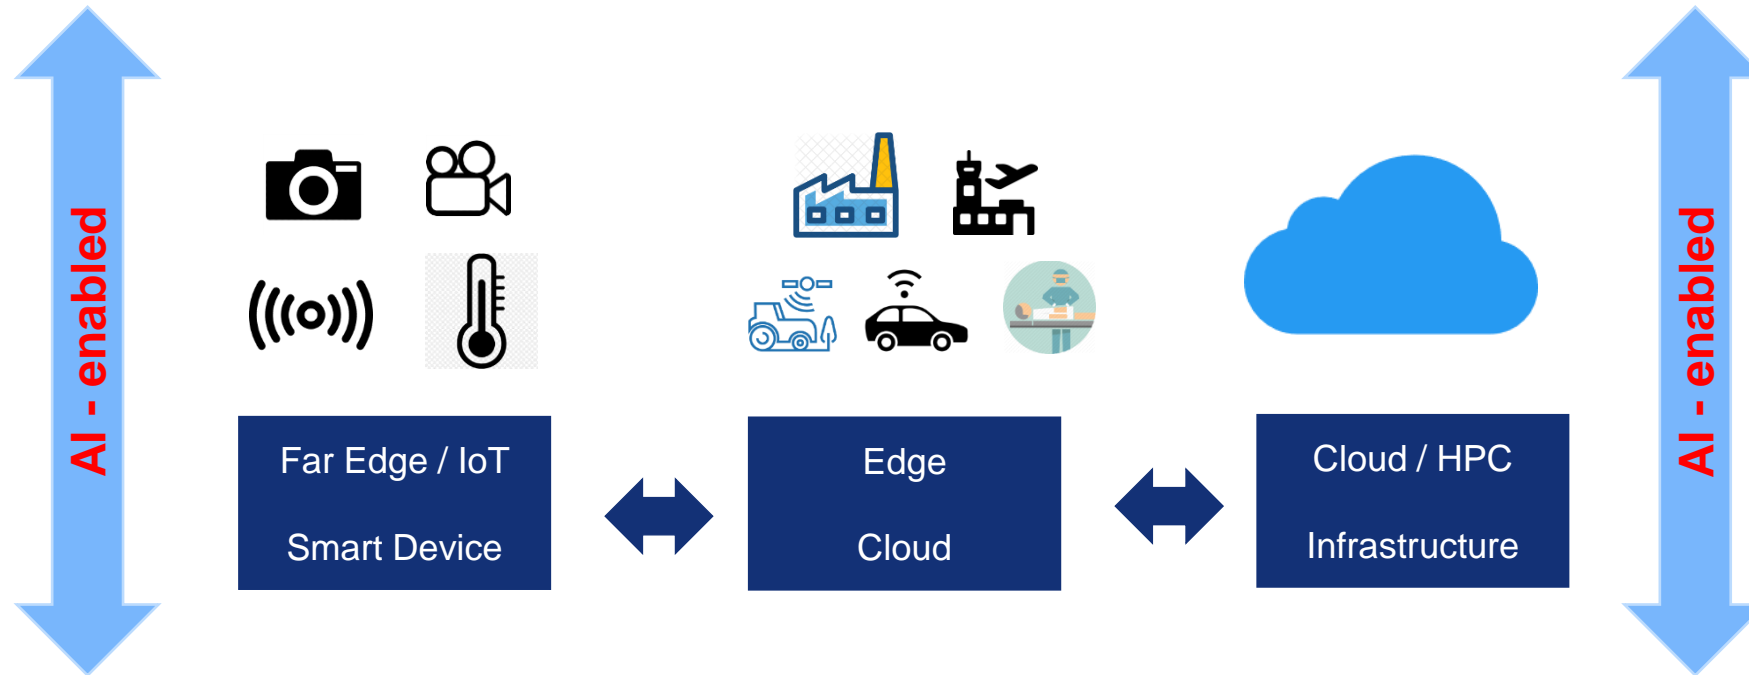 AI - enabled
Far Edge / IoT
Smart Device
Edge
Cloud
Cloud / HPC
Infrastructure
AI - enabled